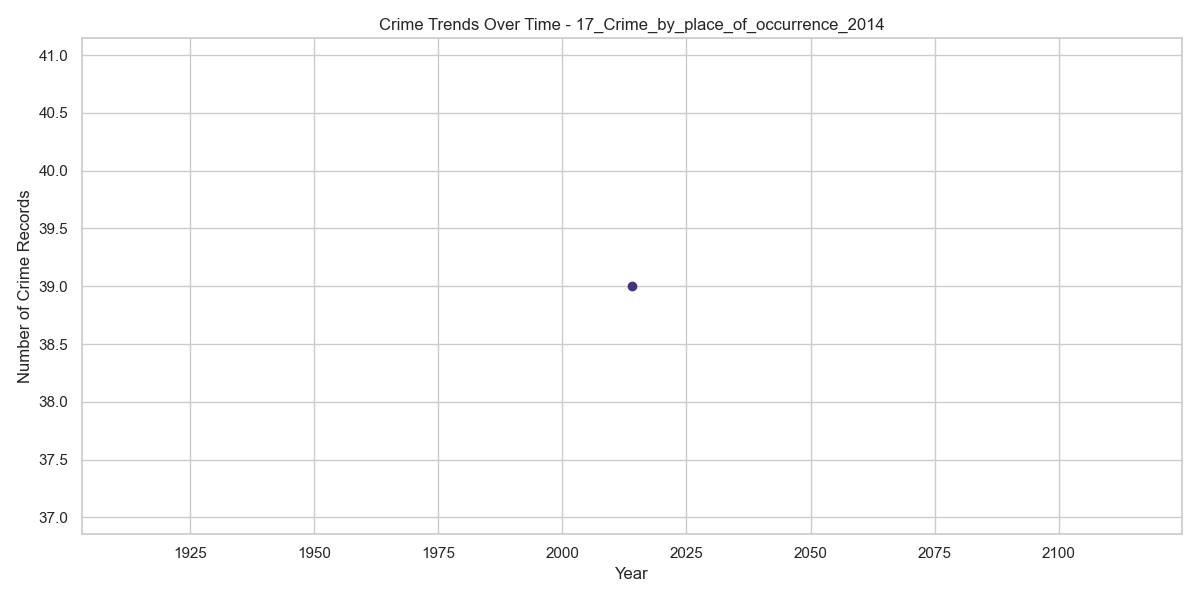 Crime Trends Over Time - 17_Crime_by_place_of_occurrence_2014
Number of Crime Records
41.0
40.5
40.0
39.5
39.0
38.5
38.0
37.5
37.0
1925 1950 1975 2000 2025 2050 2075 2100
Year